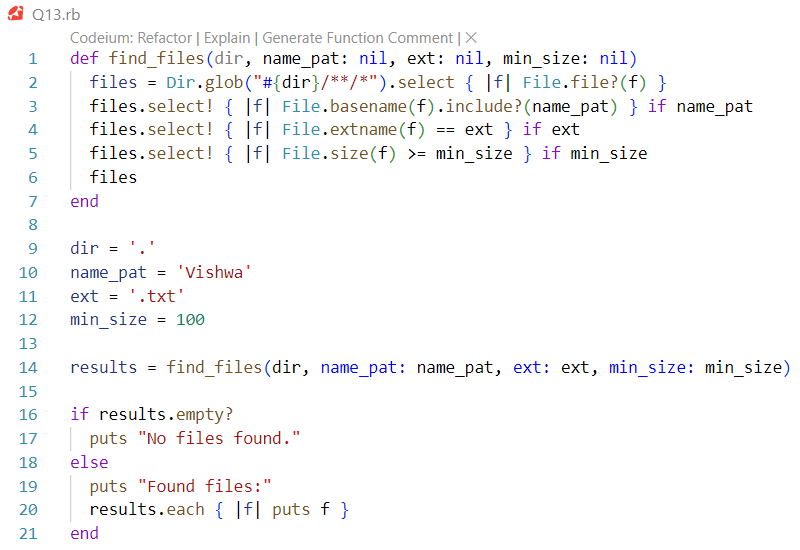 Q13.rb
Codeium: Refactor | Explain | Generate Function Comment | ×
1 def find_files(dir, name_pat: nil, ext: nil, min_size: nil)
2   files = Dir.glob("#{dir}/**/*").select { |f| File.file?(f) }
3   files.select! { |f| File.basename(f).include?(name_pat) } if name_pat
4   files.select! { |f| File.extname(f) == ext } if ext
5   files.select! { |f| File.size(f) >= min_size } if min_size
6   files
7 end
8
9 dir = '.'
10 name_pat = 'Vishwa'
11 ext = '.txt'
12 min_size = 100
13
14 results = find_files(dir, name_pat: name_pat, ext: ext, min_size: min_size)
15
16 if results.empty?
17   puts "No files found."
18 else
19   puts "Found files:"
20   results.each { |f| puts f }
21 end